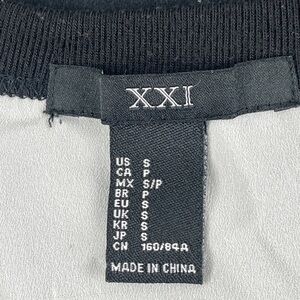 XXI
US S
CA P
MX S/P
BR P
EU S
UK S
KR S
JP S
CN 160/84A
MADE IN CHINA